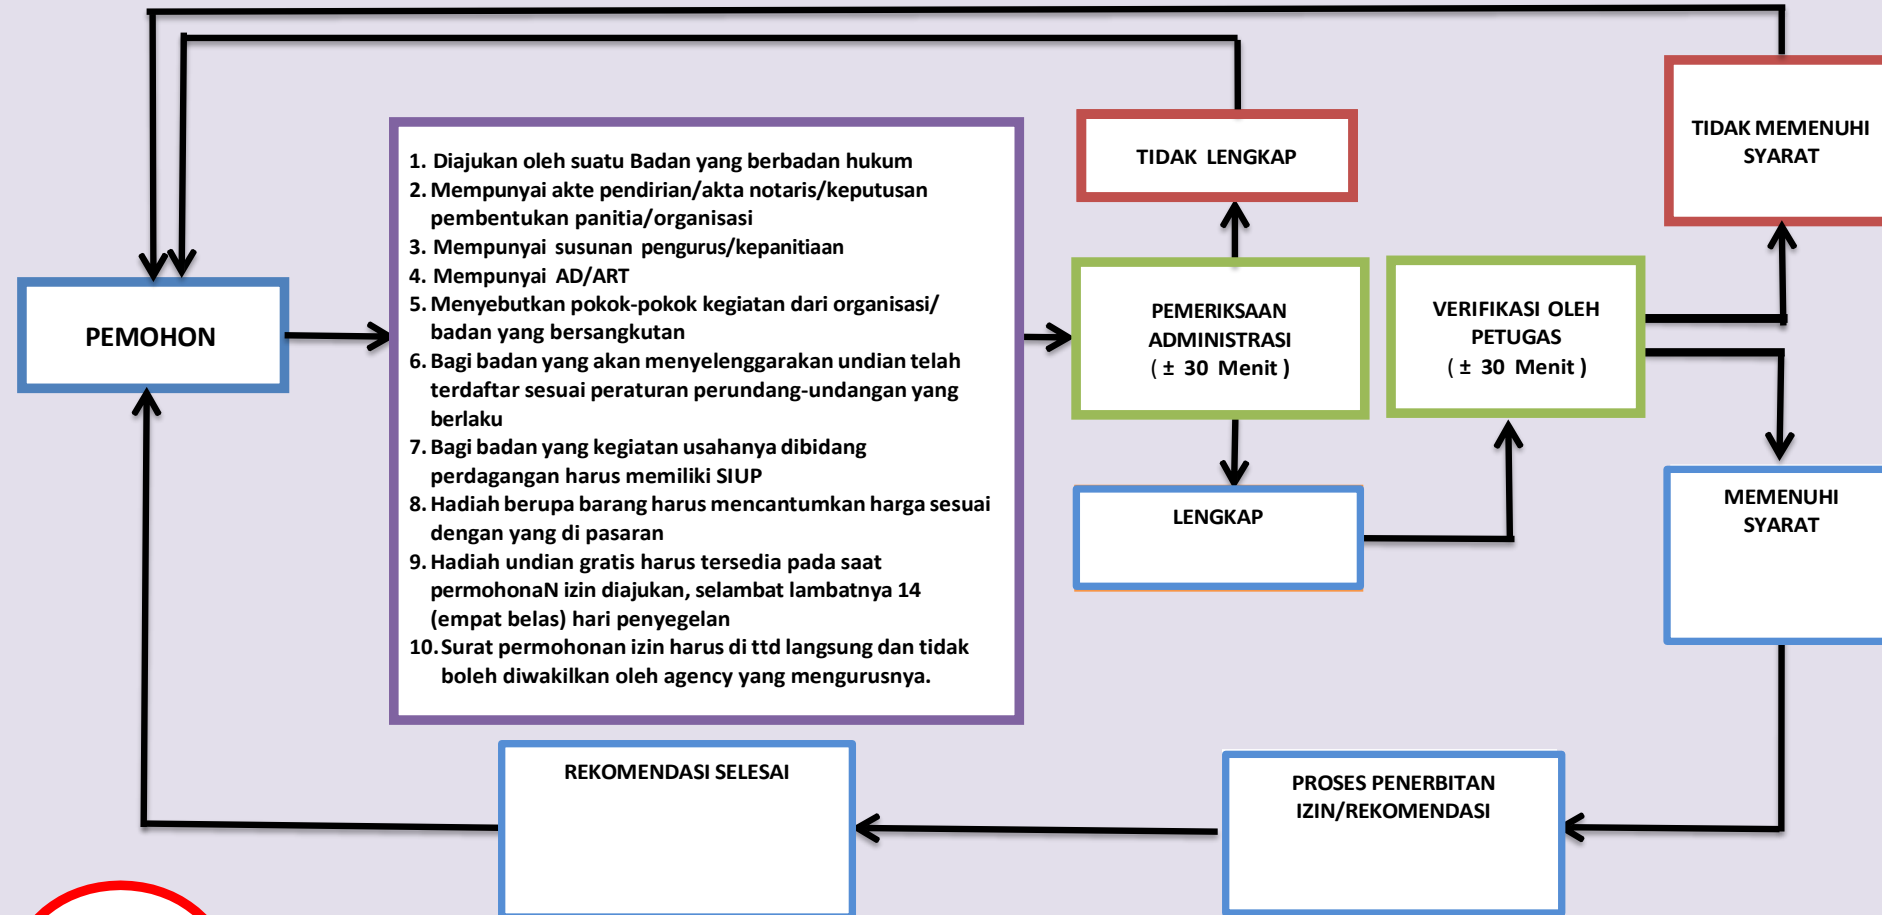 PEMOHON
1. Diajukan oleh suatu Badan yang berbadan hukum
2. Mempunyai akte pendirian/akta notaris/keputusan
pembentukan panitia/organisasi
3. Mempunyai susunan pengurus/kepanitiaan
4. Mempunyai AD/ART
5. Menyebutkan pokok-pokok kegiatan dari organisasi/
badan yang bersangkutan
6. Bagi badan yang akan menyelenggarakan undian telah
terdaftar sesuai peraturan perundang-undangan yang
berlaku
7. Bagi badan yang kegiatan usahanya dibidang
perdagangan harus memiliki SIUP
8. Hadiah berupa barang harus mencantumkan harga sesuai
dengan yang di pasaran
9. Hadiah undian gratis harus tersedia pada saat
permohonaN izin diajukan, selambat lambatnya 14
(empat belas) hari penyegelan
10. Surat permohonan izin harus di ttd langsung dan tidak
boleh diwakilkan oleh agency yang mengurusnya.
TIDAK LENGKAP
PEMERIKSAAN
ADMINISTRASI
( ± 30 Menit )
LENGKAP
VERIFIKASI OLEH
PETUGAS
( ± 30 Menit )
TIDAK MEMENUHI
SYARAT
MEMENUHI
SYARAT
PROSES PENERBITAN
IZIN/REKOMENDASI
REKOMENDASI SELESAI